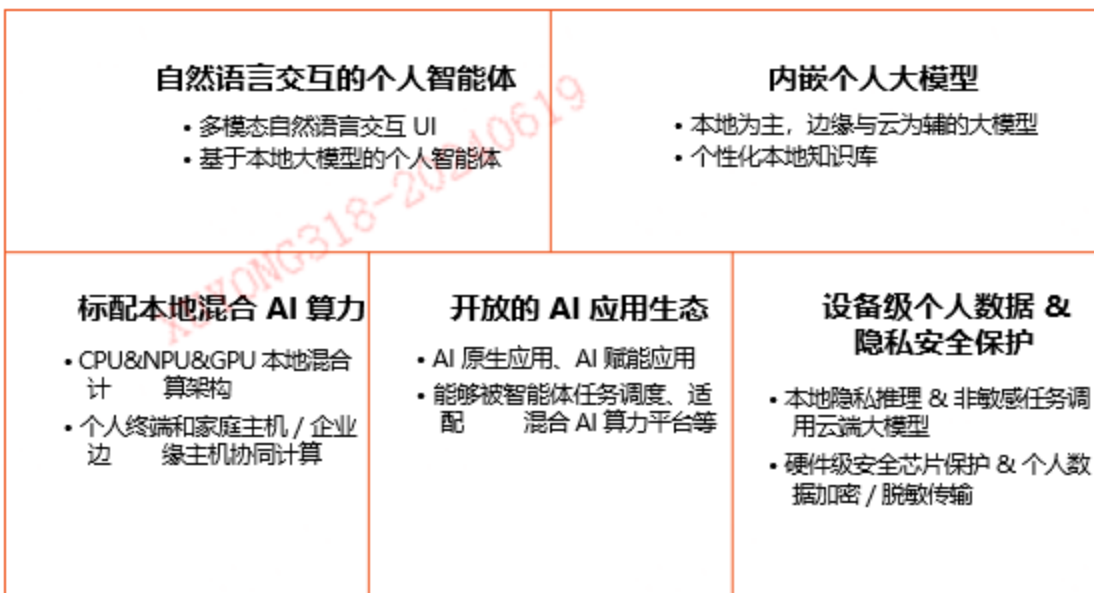 自然语言交互的个人智能体
• 多模态自然语言交互 UI
• 基于本地大模型的个人智能体
内嵌个人大模型
• 本地为主，边缘与云为辅的大模型
• 个性化本地知识库
标配本地混合 AI 算力
• CPU&NPU&GPU 本地混合
计 算架构
• 个人终端和家庭主机 / 企业
边 缘主机协同计算
开放的 AI 应用生态
• AI 原生应用、AI 赋能应用
• 能够被智能体任务调度、适
配 混合 AI 算力平台等
设备级个人数据 &
隐私安全保护
• 本地隐私推理 & 非敏感任务调
用云端大模型
• 硬件级安全芯片保护 & 个人数
据加密 / 脱敏传输